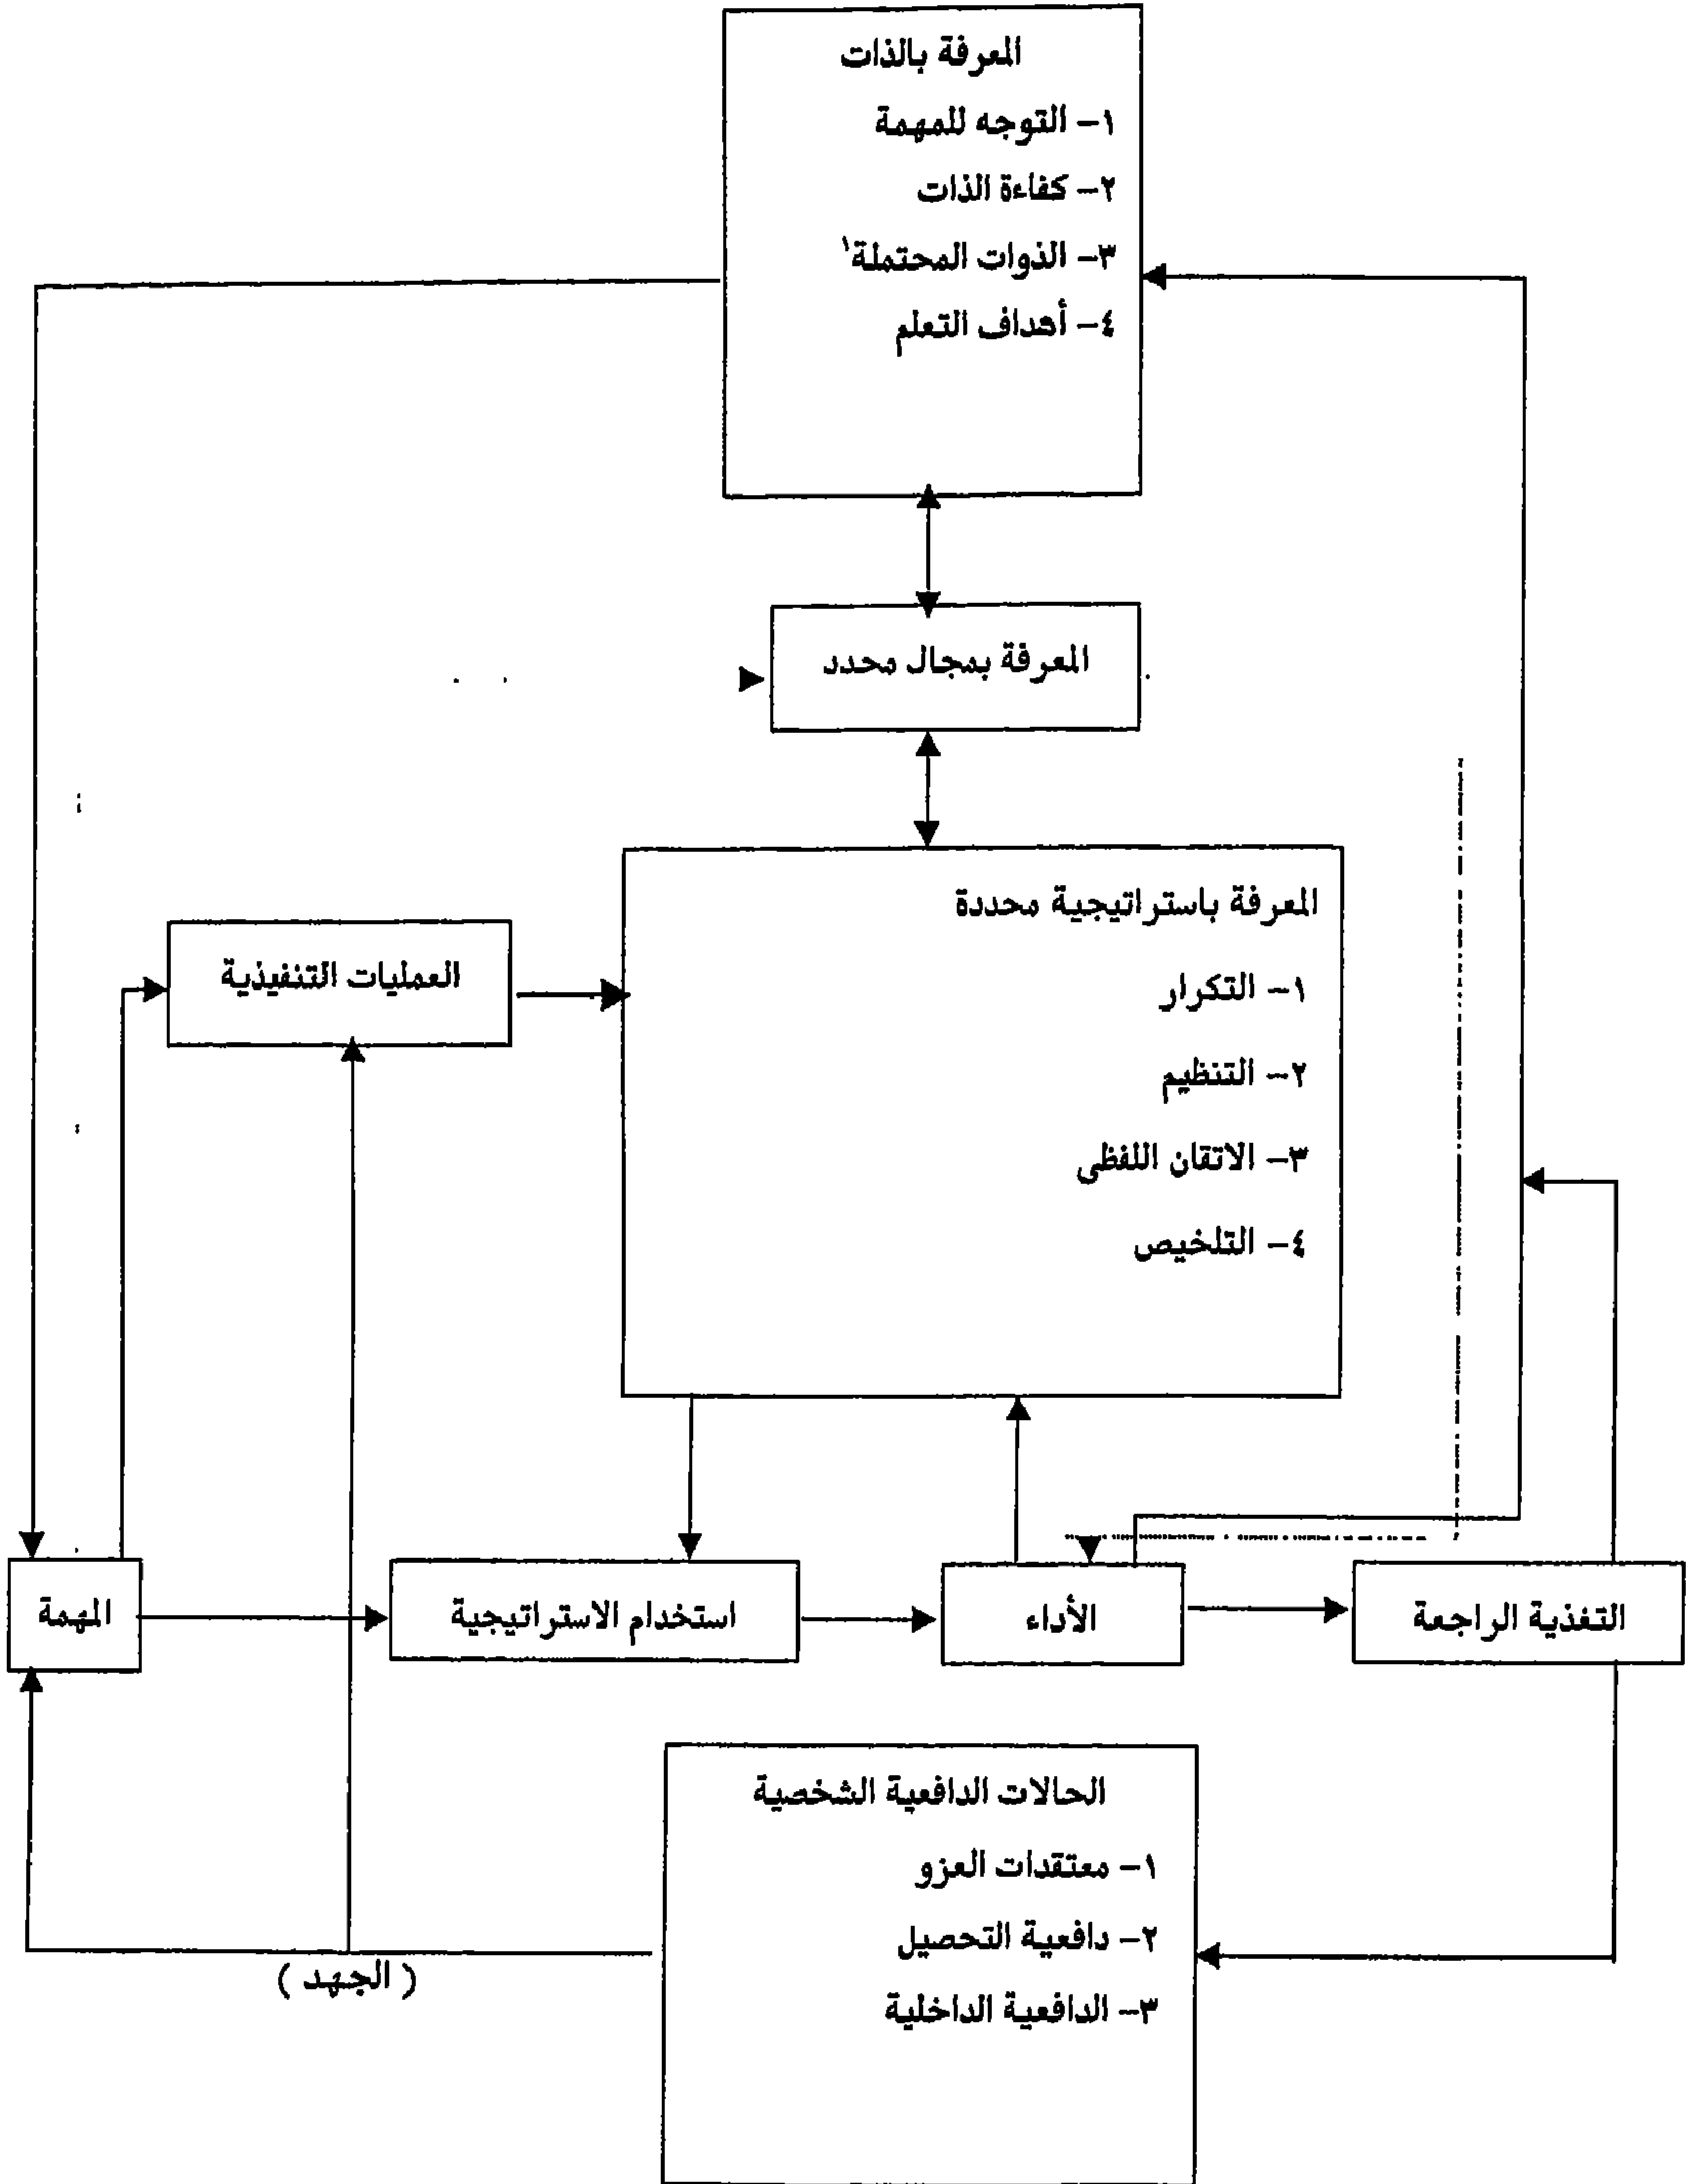 المعرفة بالذات
١- التوجه للمهمة
٢- كفاءة الذات
٣- الذوات المحتملة١
٤- أهداف التعلم
المعرفة بمجال محدد
المعرفة باستراتيجية محددة
١- التكرار
٢- التنظيم
٣- الاتقان اللفظى
٤- التلخيص
العمليات التنفيذية
المهمة
استخدام الاستراتيجية
الأداء
التغذية الراجعة
الحالات الدافعية الشخصية
١- معتقدات العزو
٢- دافعية التحصيل
٣- الدافعية الداخلية
( الجهد )